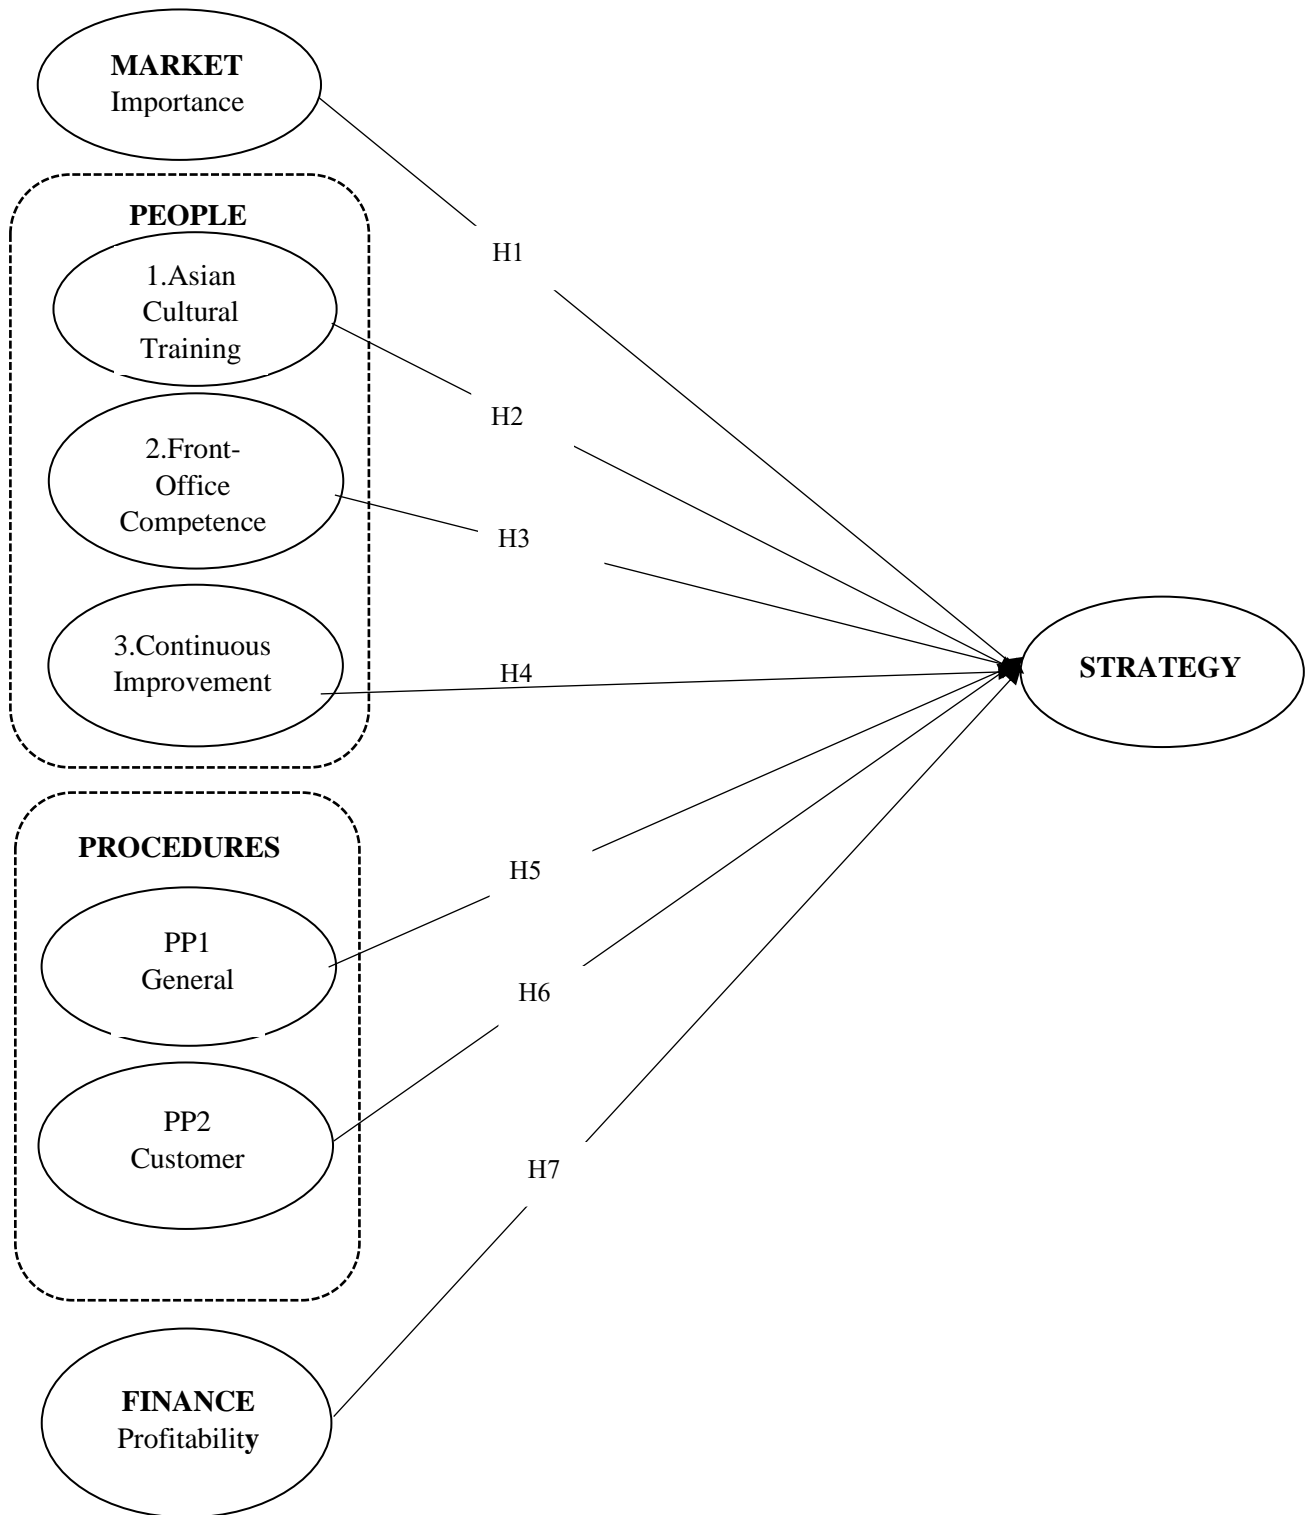 MARKET
Importance
PEOPLE
1.Asian
Cultural
Training
2.Front-
Office
Competence
3.Continuous
Improvement
PROCEDURES
PP1
General
PP2
Customer
FINANCE
Profitability
H1
H2
H3
H4
H5
H6
H7
STRATEGY